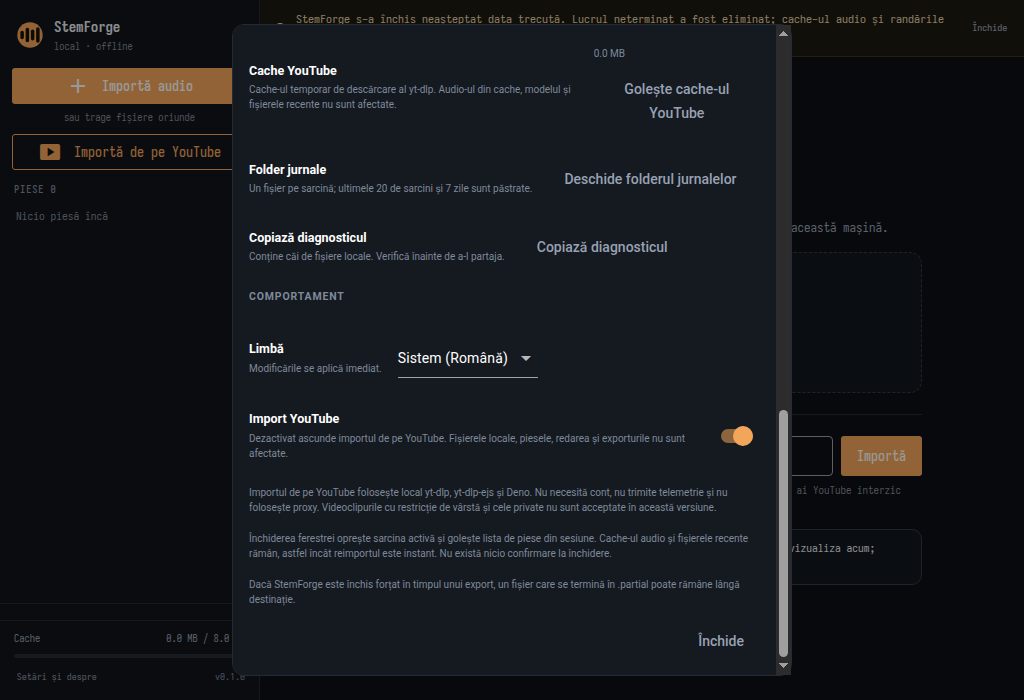 StemForge
local · offline
Importă audio
sau trage fișiere oriunde
Importă de pe YouTube
PIESE 0
Nicio piesă încă
Cache
0.0 MB / 8.0
Setări și despre
v0.1.0
StemForge s-a închis neașteptat data trecută. Lucrul neterminat a fost eliminat; cache-ul audio și randările
Închide
0.0 MB
Cache YouTube
Cache-ul temporar de descărcare al yt-dlp. Audio-ul din cache, modelul și
fișierele recente nu sunt afectate.
Golește cache-ul
YouTube
Folder jurnale
Un fișier pe sarcină; ultimele 20 de sarcini și 7 zile sunt păstrate.
Deschide folderul jurnalelor
Copiază diagnosticul
Conține căi de fișiere locale. Verifică înainte de a-l partaja.
Copiază diagnosticul
COMPORTAMENT
Limbă
Modificările se aplică imediat.
Sistem (Română)
Import YouTube
Dezactivat ascunde importul de pe YouTube. Fișierele locale, piesele, redarea și exporturile nu sunt
afectate.
Importul de pe YouTube folosește local yt-dlp, yt-dlp-ejs și Deno. Nu necesită cont, nu trimite telemetrie și nu
folosește proxy. Videoclipurile cu restricție de vârstă și cele private nu sunt acceptate în această versiune.
Închiderea ferestrei oprește sarcina activă și golește lista de piese din sesiune. Cache-ul audio și fișierele recente
rămân, astfel încât reimportul este instant. Nu există nicio confirmare la închidere.
Dacă StemForge este închis forțat în timpul unui export, un fișier care se termină în .partial poate rămâne lângă
destinație.
Închide
această mașină.
Importă
ai YouTube interzic
vizualiza acum;